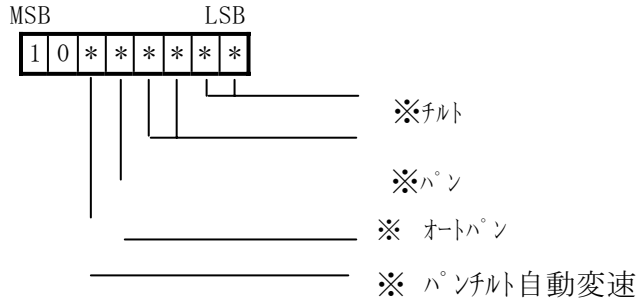 MSB LSB
1 0 * * * * * *
※チルト
※パン
※ オートパン
※ パンチルト自動変速